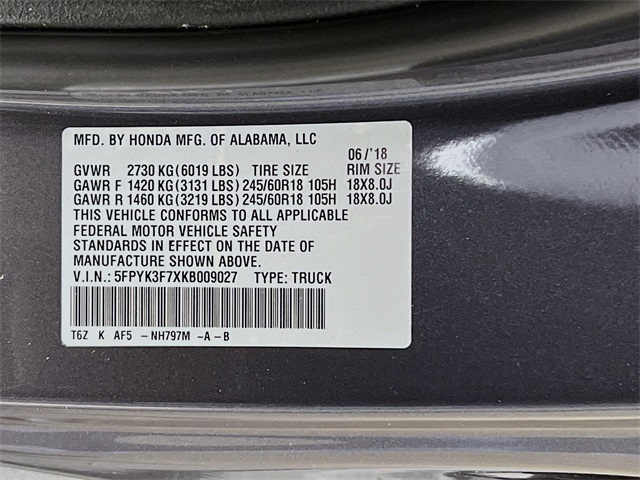 MFD. BY HONDA MFG. OF ALABAMA, LLC
06/'18
GVWR 2730 KG(6019 LBS) TIRE SIZE RIM SIZE
GAWR F 1420 KG(3131 LBS) 245/60R18 105H 18X8.0J
GAWR R 1460 KG(3219 LBS) 245/60R18 105H 18X8.0J
THIS VEHICLE CONFORMS TO ALL APPLICABLE
FEDERAL MOTOR VEHICLE SAFETY
STANDARDS IN EFFECT ON THE DATE OF
MANUFACTURE SHOWN ABOVE.
V.I.N.: 5FPYK3F7XKB009027 TYPE: TRUCK
T6Z K AF5 -NH797M -A-B